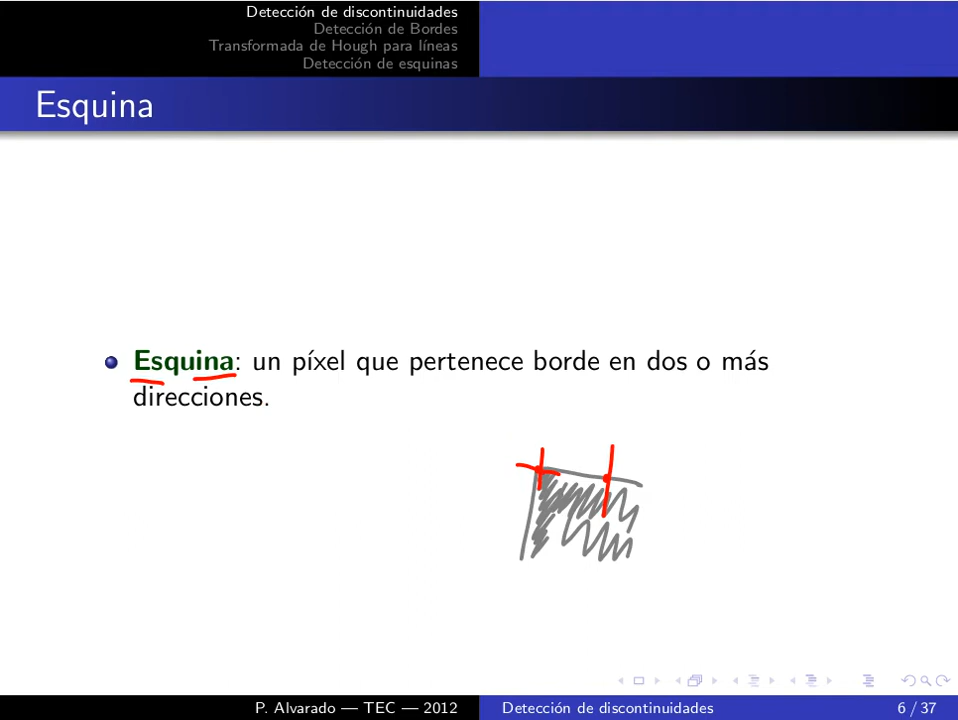 Detección de discontinuidades
Detección de Bordes
Transformada de Hough para líneas
Detección de esquinas
Esquina
Esquina: un píxel que pertenece borde en dos o más
direcciones.
P. Alvarado — TEC — 2012 Detección de discontinuidades 6 / 37